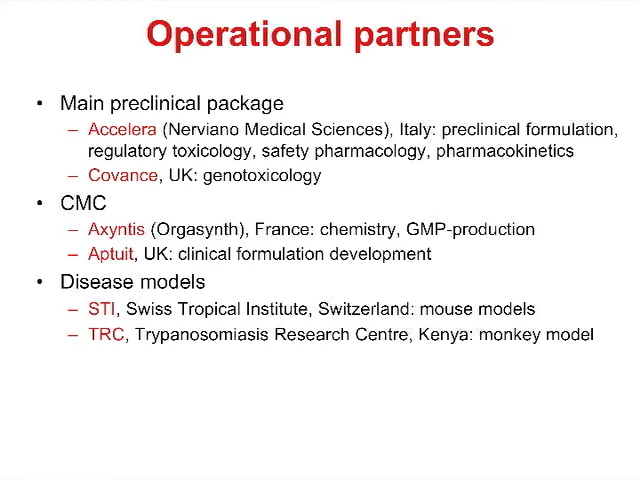 Operational partners
• Main preclinical package
– Accelera (Nerviano Medical Sciences), Italy: preclinical formulation,
regulatory toxicology, safety pharmacology, pharmacokinetics
– Covance, UK: genotoxicology
• CMC
– Axyntis (Orgasynth), France: chemistry, GMP-production
– Aptuit, UK: clinical formulation development
• Disease models
– STI, Swiss Tropical Institute, Switzerland: mouse models
– TRC, Trypanosomiasis Research Centre, Kenya: monkey model